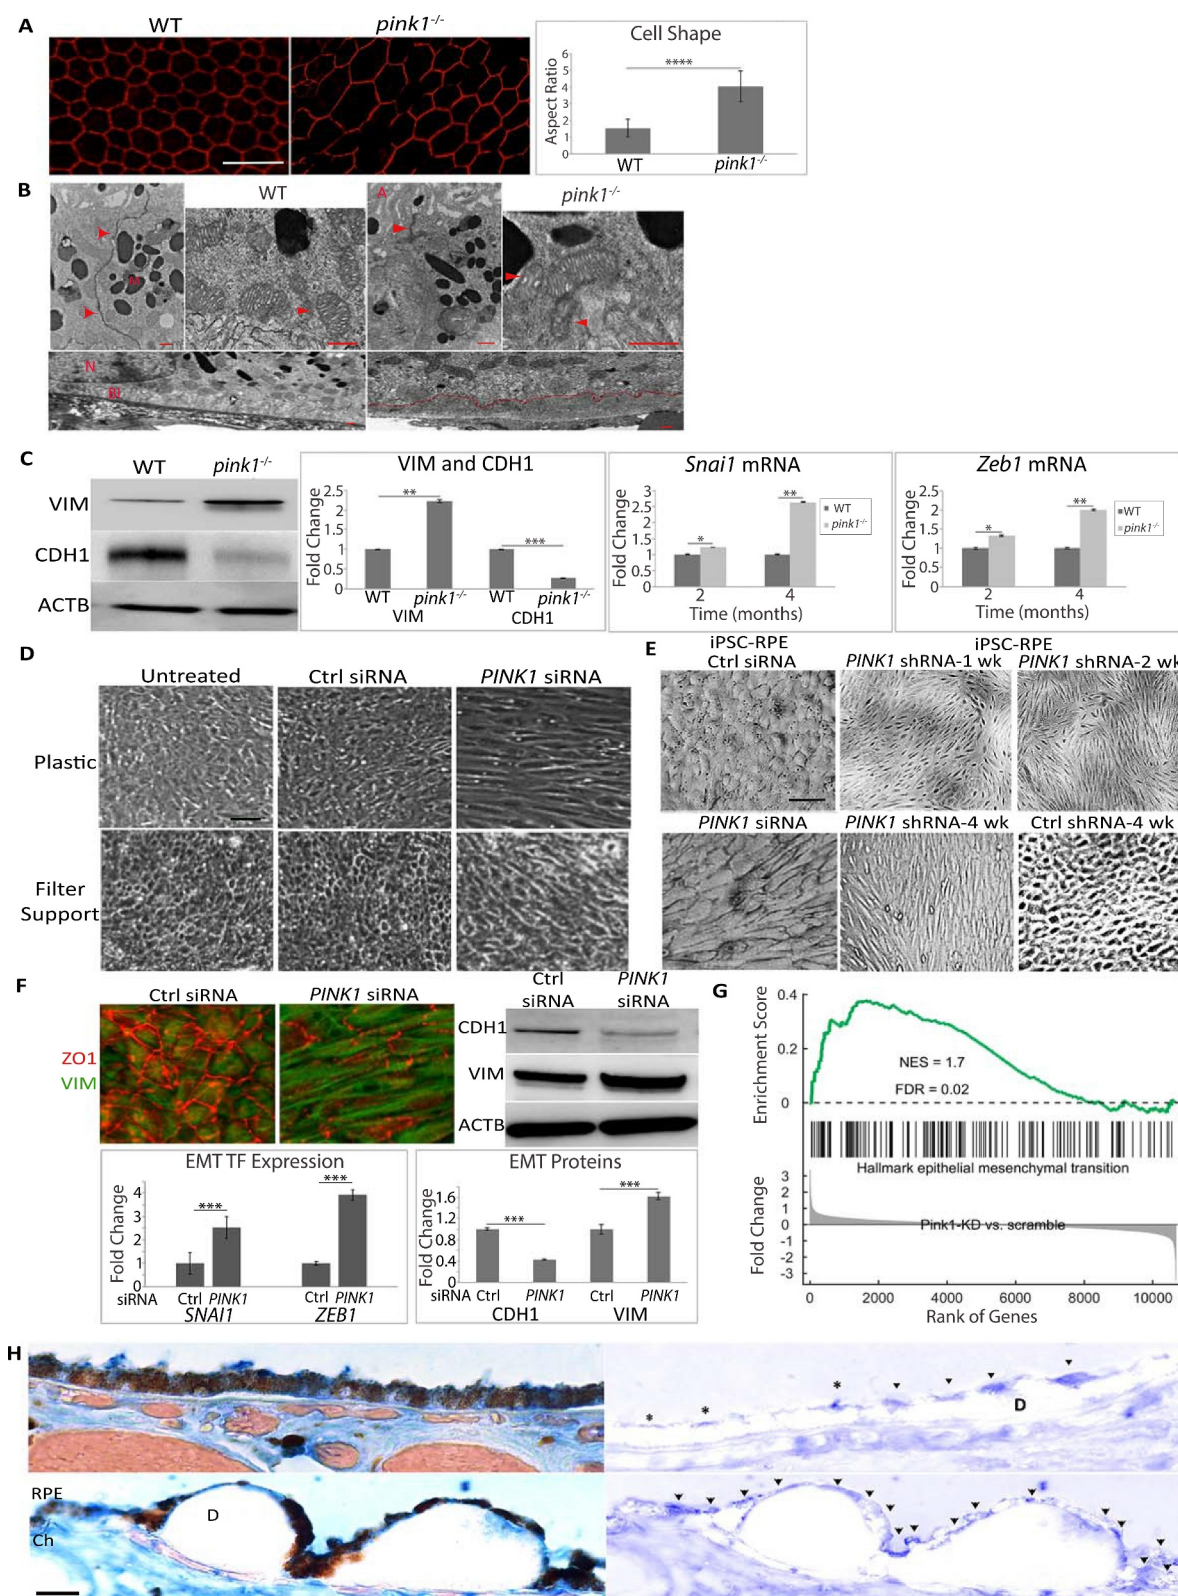 A
WT
pink1-/-
Cell Shape
Aspect Ratio
6
5
4
3
2
1
0
****
WT
pink1-/-
B
WT
pink1-/-
A
M
N
BI
C
WT
pink1-/-
VIM
CDH1
ACTB
VIM and CDH1
Fold Change
2.5
2
1.5
1
0.5
0
**
***
WT
pink1-/-
WT
pink1-/-
VIM
CDH1
Snai1 mRNA
Fold Change
3
2.5
2
1.5
1
0.5
0
*
**
WT
pink1-/-
2
4
Time (months)
Zeb1 mRNA
Fold Change
2.5
2
1.5
1
0.5
0
*
**
WT
pink1-/-
2
4
Time (months)
D
Untreated
Ctrl siRNA
PINK1 siRNA
Plastic
Filter
Support
E
iPSC-RPE
Ctrl siRNA
iPSC-RPE
PINK1 shRNA-1 wk
PINK1 shRNA-2 wk
PINK1 siRNA
PINK1 shRNA-4 wk
Ctrl shRNA-4 wk
F
Ctrl siRNA
PINK1 siRNA
ZO1
VIM
Ctrl
siRNA
PINK1
siRNA
CDH1
VIM
ACTB
EMT TF Expression
Fold Change
4
3
2
1
0
***
***
siRNA
Ctrl
PINK1
Ctrl
PINK1
SNAI1
ZEB1
EMT Proteins
Fold Change
1.6
1.2
0.8
0.4
0
***
***
siRNA
Ctrl
PINK1
Ctrl
PINK1
CDH1
VIM
G
Enrichment Score
0.4
0.2
0
NES = 1.7
FDR = 0.02
Hallmark epithelial mesenchymal transition
Fold Change
3
2
1
0
-1
-2
-3
Pink1-KD vs. scramble
0
2000
4000
6000
8000
10000
Rank of Genes
H
*
*
*
D
RPE
D
Ch